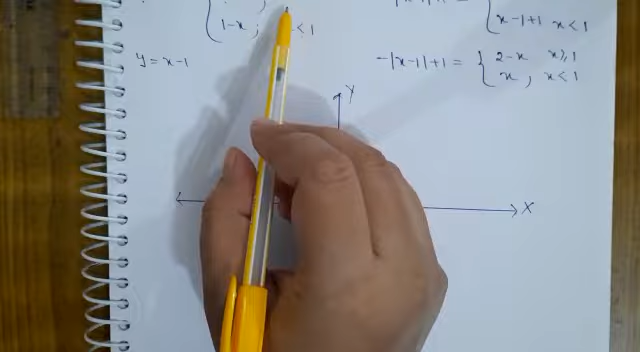 1-x, < 1
x-1+1 x < 1
y = x-1
-|x-1|+1 = { 2-x x ≥ 1
x, x < 1
Y
X